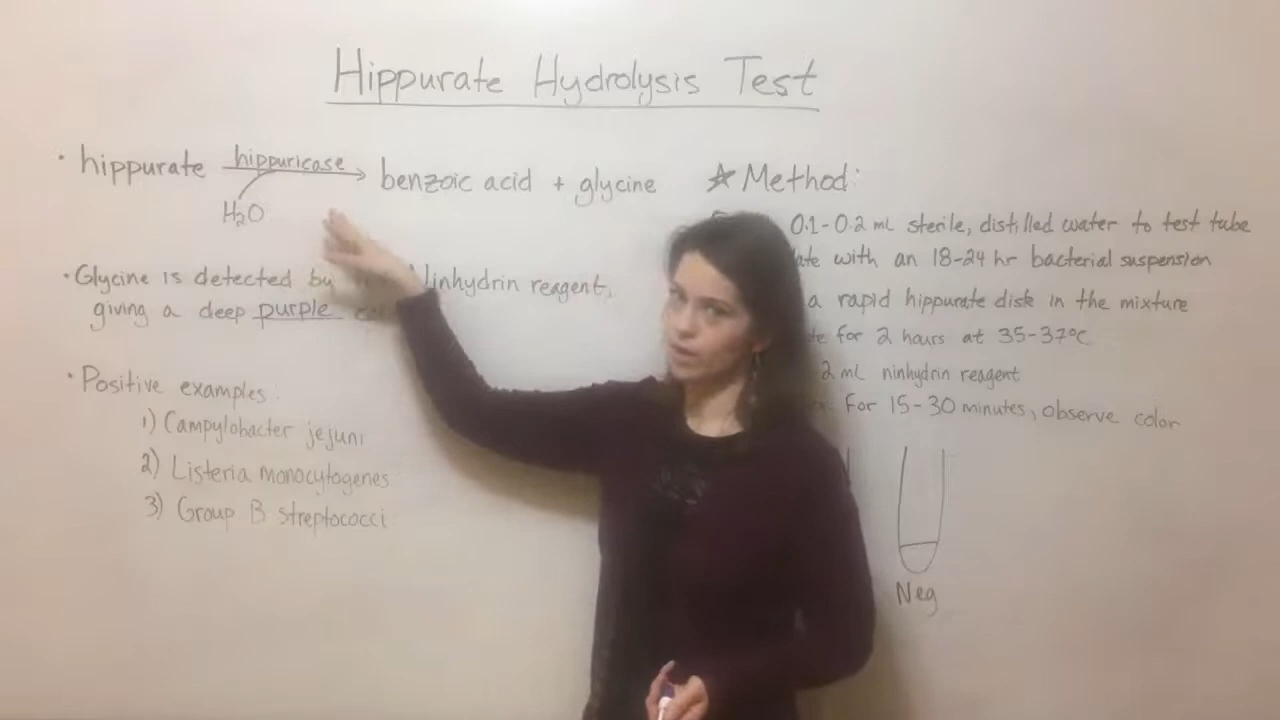 Hippurate Hydrolysis Test
• hippurate hippuricase benzoic acid + glycine
H₂O
• Glycine is detected by Ninhydrin reagent,
giving a deep purple
• Positive examples:
1) Campylobacter jejuni
2) Listeria monocytogenes
3) Group B streptococci
☆ Method:
0.1-0.2 mL sterile, distilled water to test tube
with an 18-24 hr bacterial suspension
a rapid hippurate disk in the mixture
for 2 hours at 35-37°C
2 mL ninhydrin reagent
for 15-30 minutes, observe color
Neg